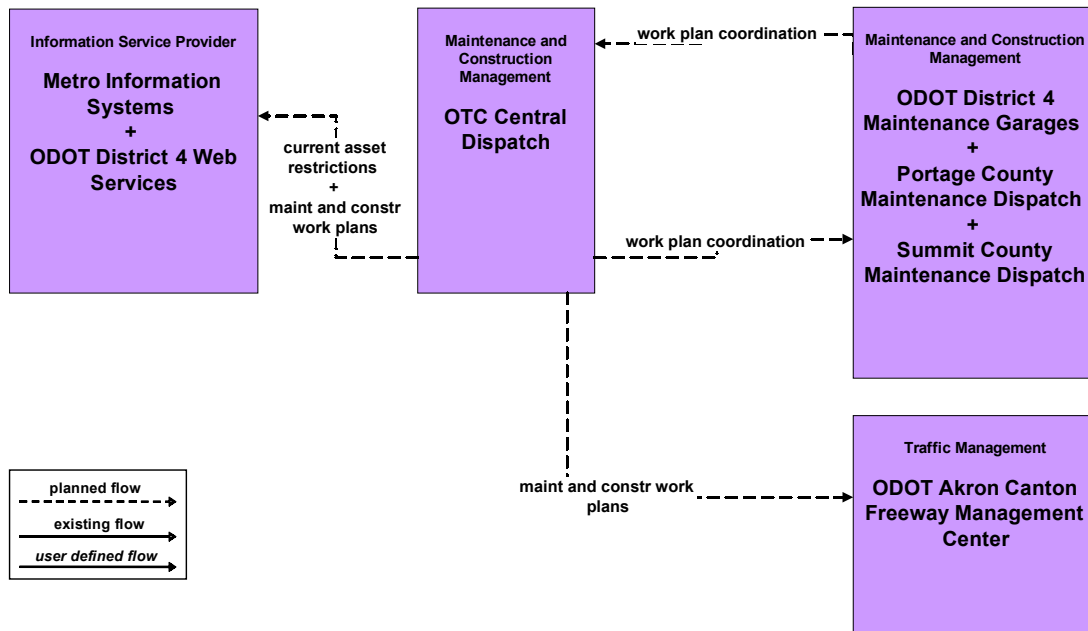 Information Service Provider
Metro Information
Systems
+
ODOT District 4 Web
Services
current asset
restrictions
+
maint and constr
work plans
Maintenance and
Construction
Management
OTC Central
Dispatch
work plan coordination
work plan coordination
Maintenance and Construction
Management
ODOT District 4
Maintenance Garages
+
Portage County
Maintenance Dispatch
+
Summit County
Maintenance Dispatch
maint and constr work
plans
Traffic Management
ODOT Akron Canton
Freeway Management
Center
planned flow
existing flow
user defined flow